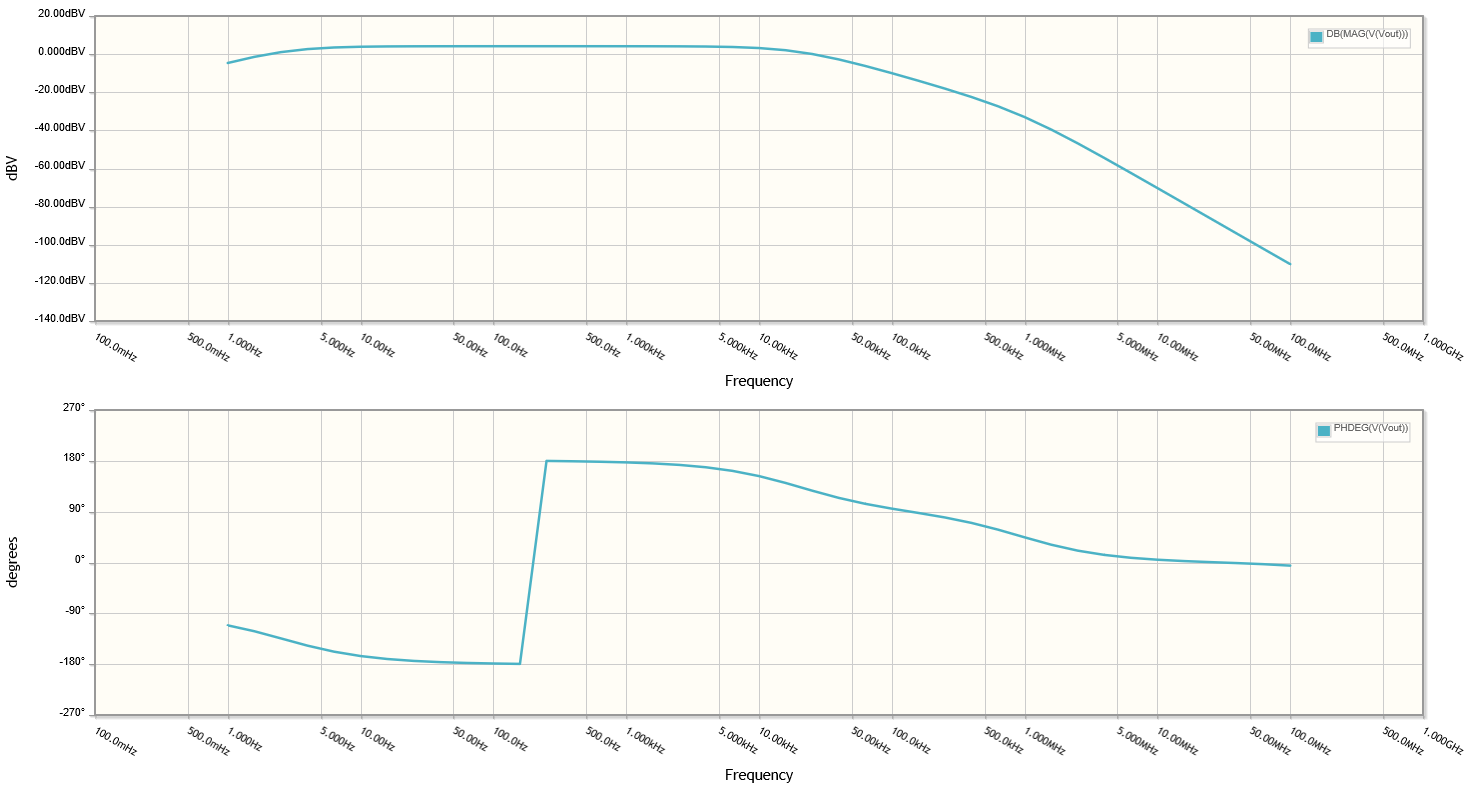 20.00dBV
0.000dBV
-20.00dBV
-40.00dBV
-60.00dBV
-80.00dBV
-100.0dBV
-120.0dBV
-140.0dBV
dBV
DB(MAG(V(Vout)))
100.0mHz 500.0mHz 1.000Hz 5.000Hz 10.00Hz 50.00Hz 100.0Hz 500.0Hz 1.000kHz 5.000kHz 10.00kHz 50.00kHz 100.0kHz 500.0kHz 1.000MHz 5.000MHz 10.00MHz 50.00MHz 100.0MHz 500.0MHz 1.000GHz
Frequency
270°
180°
90°
0°
-90°
-180°
-270°
degrees
PHDEG(V(Vout))
100.0mHz 500.0mHz 1.000Hz 5.000Hz 10.00Hz 50.00Hz 100.0Hz 500.0Hz 1.000kHz 5.000kHz 10.00kHz 50.00kHz 100.0kHz 500.0kHz 1.000MHz 5.000MHz 10.00MHz 50.00MHz 100.0MHz 500.0MHz 1.000GHz
Frequency